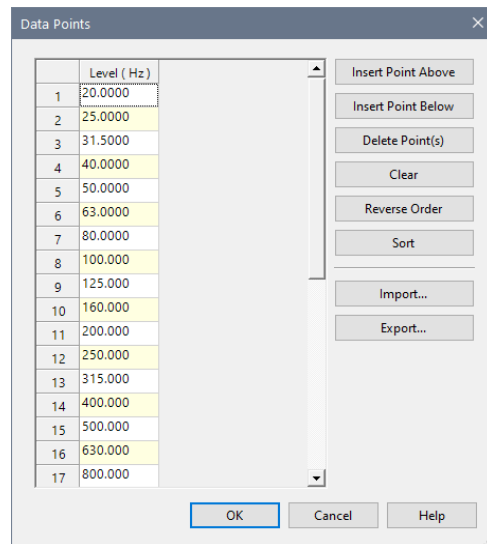 Data Points
Level ( Hz )
1 20.0000
2 25.0000
3 31.5000
4 40.0000
5 50.0000
6 63.0000
7 80.0000
8 100.000
9 125.000
10 160.000
11 200.000
12 250.000
13 315.000
14 400.000
15 500.000
16 630.000
17 800.000
Insert Point Above
Insert Point Below
Delete Point(s)
Clear
Reverse Order
Sort
Import...
Export...
OK Cancel Help